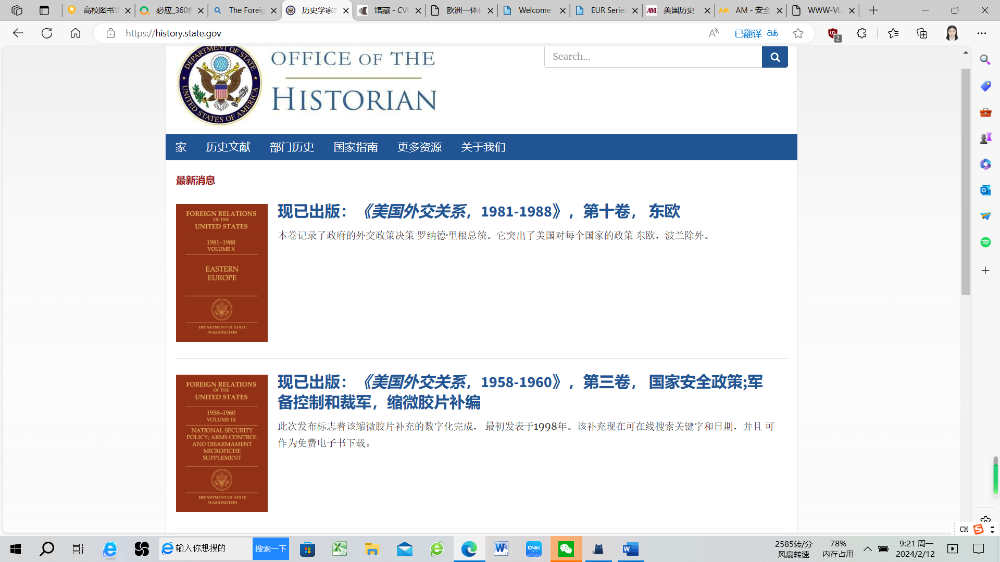 高校图书馆
必应_360搜
The Foreig
历史学家办
馆藏 - CVC
欧洲一体化
Welcome
EUR Series
美国历史
AM - 安全
WWW-VL
https://history.state.gov
已翻译
2
DEPARTMENT OF STATE
UNITED STATES OF AMERICA
OFFICE OF THE
HISTORIAN
Search...
家 历史文献 部门历史 国家指南 更多资源 关于我们
最新消息
FOREIGN RELATIONS
OF THE
UNITED STATES
1981–1988
VOLUME X
EASTERN
EUROPE
DEPARTMENT OF STATE
WASHINGTON
现已出版： 《美国外交关系，1981-1988》，第十卷， 东欧
本卷记录了政府的外交政策决策 罗纳德·里根总统。它突出了美国对每个国家的政策 东欧，波兰除外。
FOREIGN RELATIONS
OF THE
UNITED STATES
1958–1960
VOLUME III
NATIONAL SECURITY
POLICY; ARMS CONTROL
AND DISARMAMENT
MICROFICHE
SUPPLEMENT
DEPARTMENT OF STATE
WASHINGTON
现已出版： 《美国外交关系，1958-1960》，第三卷， 国家安全政策;军
备控制和裁军，缩微胶片补编
此次发布标志着该缩微胶片补充的数字化完成， 最初发表于1998年。该补充现在可在线搜索关键字和日期，并且 可
作为免费电子书下载。
CH
输入你想搜的
搜索一下
CNKI
2585转/分
风扇转速
78%
内存占用
9:21 周一
2024/2/12